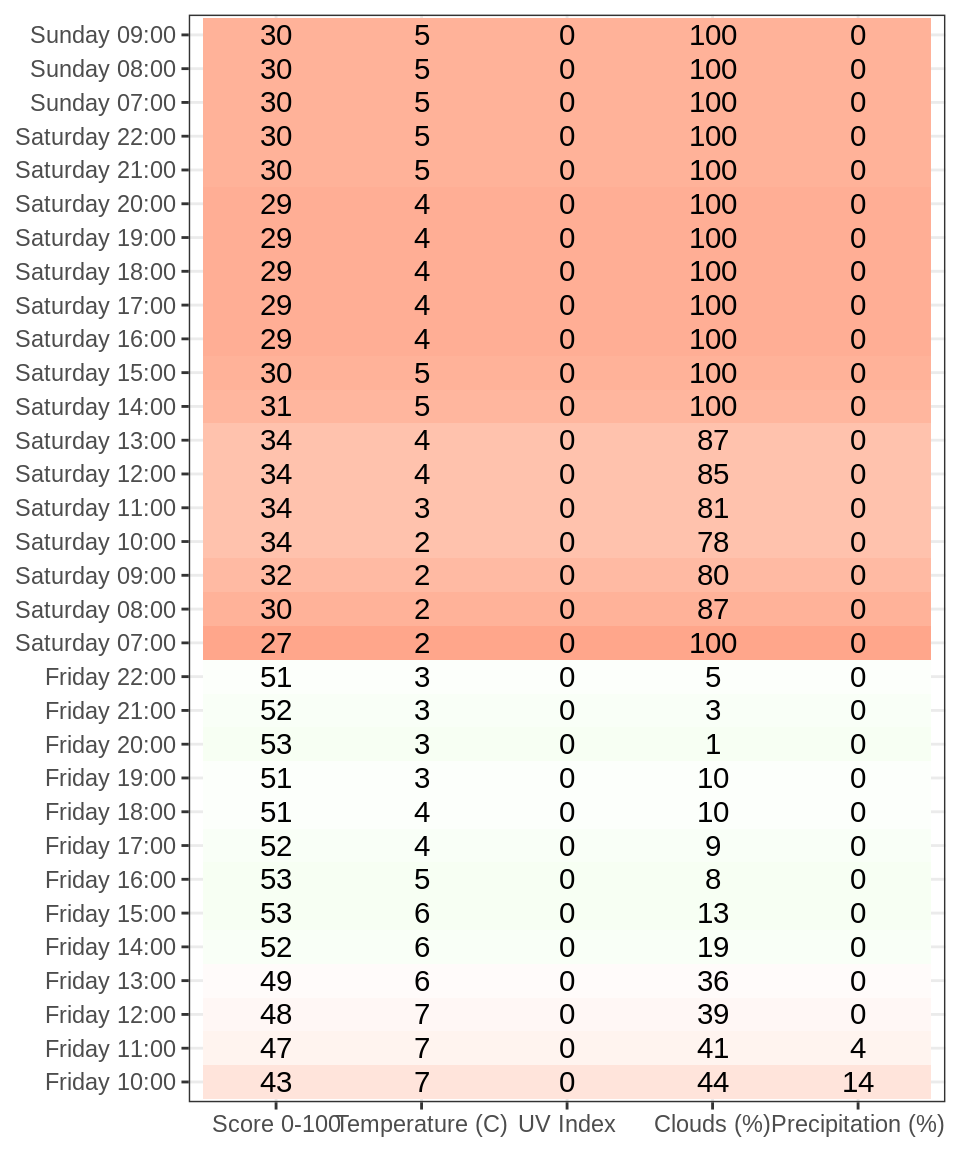 Sunday 09:00 30 5 0 100 0
Sunday 08:00 30 5 0 100 0
Sunday 07:00 30 5 0 100 0
Saturday 22:00 30 5 0 100 0
Saturday 21:00 30 5 0 100 0
Saturday 20:00 29 4 0 100 0
Saturday 19:00 29 4 0 100 0
Saturday 18:00 29 4 0 100 0
Saturday 17:00 29 4 0 100 0
Saturday 16:00 29 4 0 100 0
Saturday 15:00 30 5 0 100 0
Saturday 14:00 31 5 0 100 0
Saturday 13:00 34 4 0 87 0
Saturday 12:00 34 4 0 85 0
Saturday 11:00 34 3 0 81 0
Saturday 10:00 34 2 0 78 0
Saturday 09:00 32 2 0 80 0
Saturday 08:00 30 2 0 87 0
Saturday 07:00 27 2 0 100 0
Friday 22:00 51 3 0 5 0
Friday 21:00 52 3 0 3 0
Friday 20:00 53 3 0 1 0
Friday 19:00 51 3 0 10 0
Friday 18:00 51 4 0 10 0
Friday 17:00 52 4 0 9 0
Friday 16:00 53 5 0 8 0
Friday 15:00 53 6 0 13 0
Friday 14:00 52 6 0 19 0
Friday 13:00 49 6 0 36 0
Friday 12:00 48 7 0 39 0
Friday 11:00 47 7 0 41 4
Friday 10:00 43 7 0 44 14
Score 0-100 Temperature (C) UV Index Clouds (%) Precipitation (%)